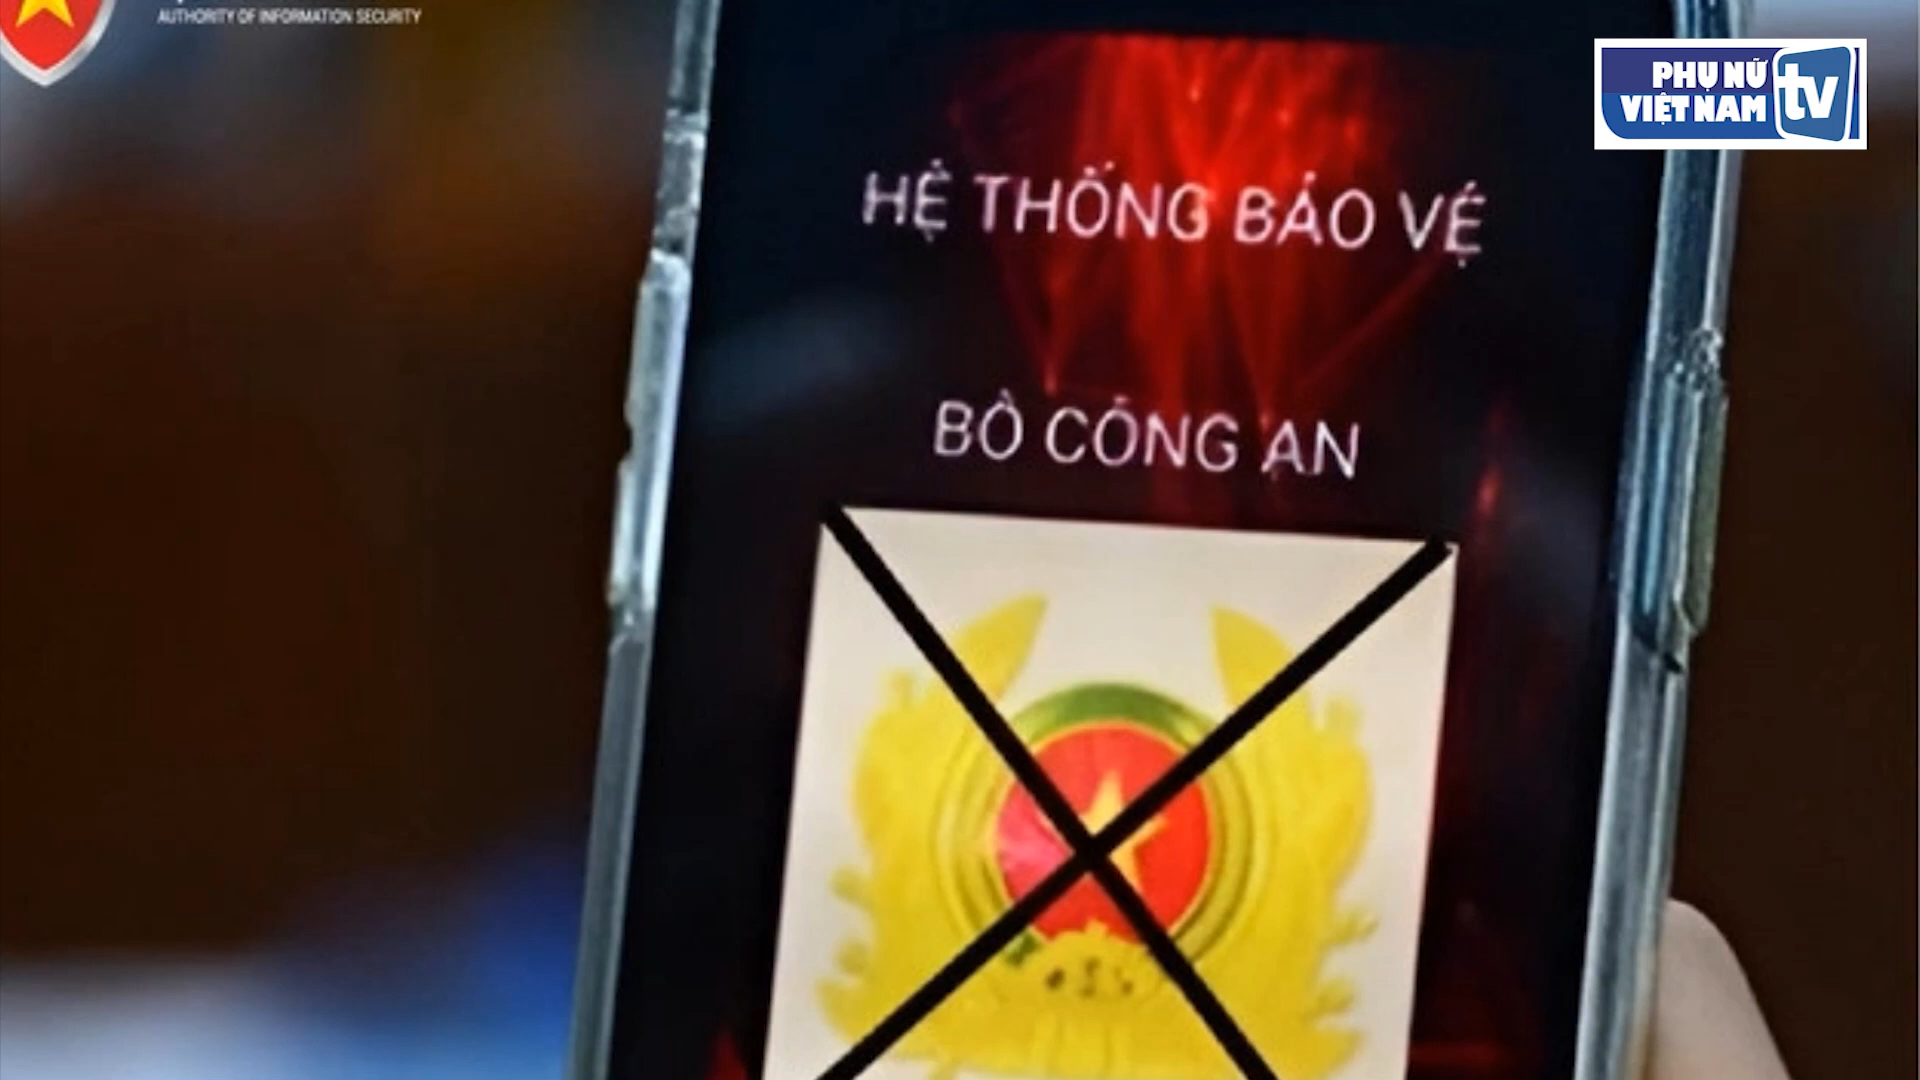 AUTHORITY OF INFORMATION SECURITY
PHỤ NỮ
VIỆT NAM tv
HỆ THỐNG BẢO VỆ
BỘ CÔNG AN